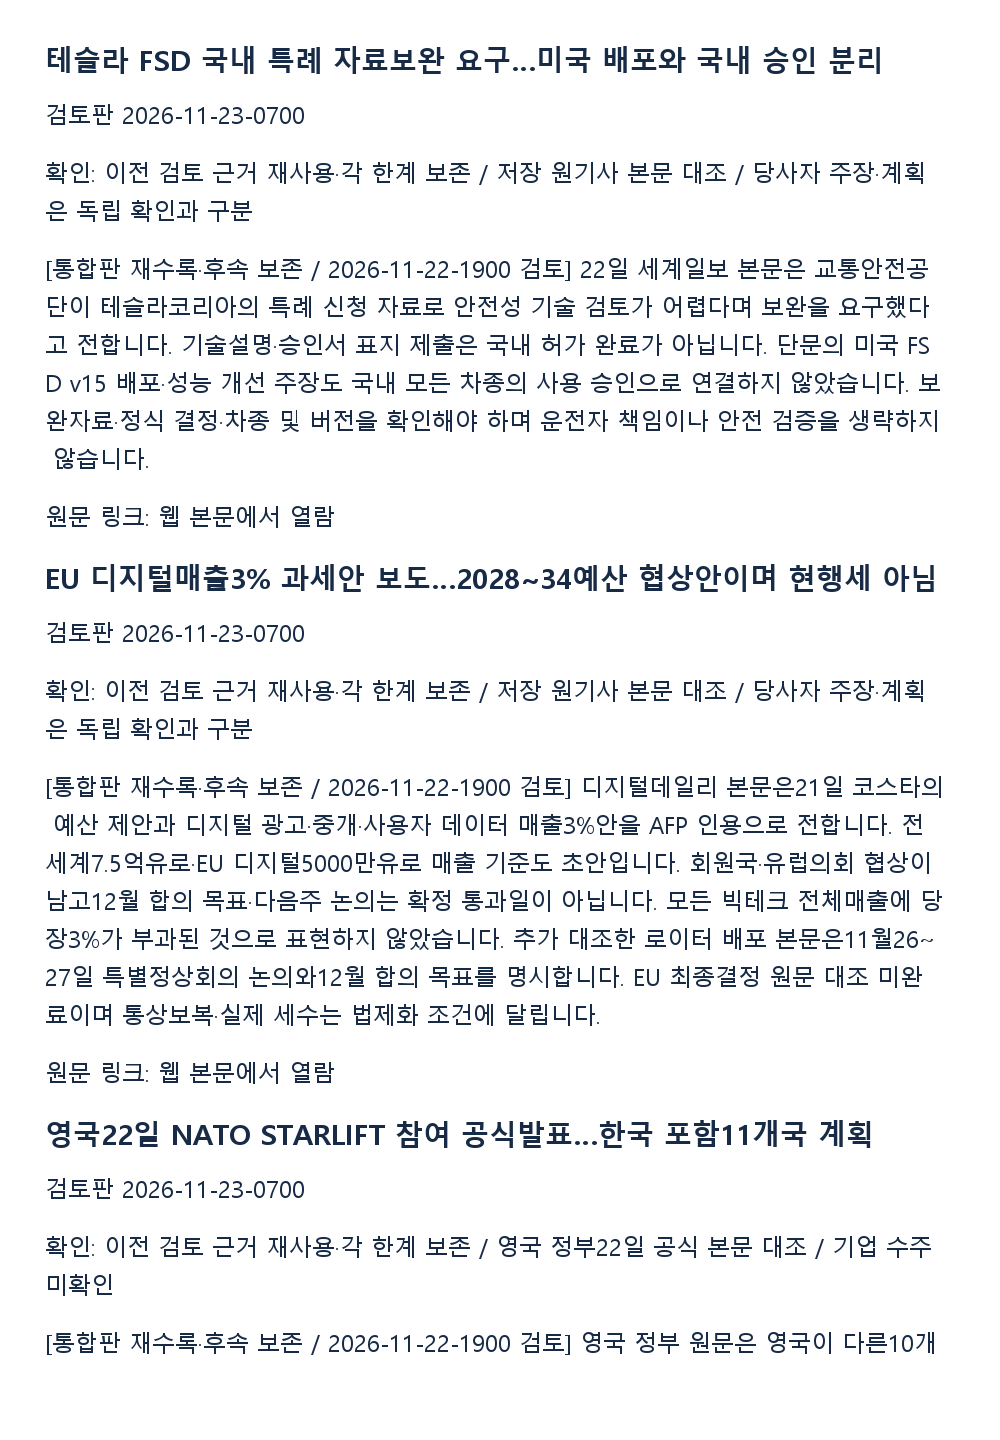 테슬라 FSD 국내 특례 자료보완 요구...미국 배포와 국내 승인 분리
검토판 2026-11-23-0700
확인: 이전 검토 근거 재사용·각 한계 보존 / 저장 원기사 본문 대조 / 당사자 주장·계획
은 독립 확인과 구분
[통합판 재수록·후속 보존 / 2026-11-22-1900 검토] 22일 세계일보 본문은 교통안전공
단이 테슬라코리아의 특례 신청 자료로 안전성 기술 검토가 어렵다며 보완을 요구했다
고 전합니다. 기술설명·승인서 표지 제출은 국내 허가 완료가 아닙니다. 단문의 미국 FS
D v15 배포·성능 개선 주장도 국내 모든 차종의 사용 승인으로 연결하지 않았습니다. 보
완자료·정식 결정·차종 및 버전을 확인해야 하며 운전자 책임이나 안전 검증을 생략하지
않습니다.
원문 링크: 웹 본문에서 열람
EU 디지털매출3% 과세안 보도...2028~34예산 협상안이며 현행세 아님
검토판 2026-11-23-0700
확인: 이전 검토 근거 재사용·각 한계 보존 / 저장 원기사 본문 대조 / 당사자 주장·계획
은 독립 확인과 구분
[통합판 재수록·후속 보존 / 2026-11-22-1900 검토] 디지털데일리 본문은21일 코스타의
예산 제안과 디지털 광고·중개·사용자 데이터 매출3%안을 AFP 인용으로 전합니다. 전
세계7.5억유로·EU 디지털5000만유로 매출 기준도 초안입니다. 회원국·유럽의회 협상이
남고12월 합의 목표·다음주 논의는 확정 통과일이 아닙니다. 모든 빅테크 전체매출에 당
장3%가 부과된 것으로 표현하지 않았습니다. 추가 대조한 로이터 배포 본문은11월26~
27일 특별정상회의 논의와12월 합의 목표를 명시합니다. EU 최종결정 원문 대조 미완
료이며 통상보복·실제 세수는 법제화 조건에 달립니다.
원문 링크: 웹 본문에서 열람
영국22일 NATO STARLIFT 참여 공식발표...한국 포함11개국 계획
검토판 2026-11-23-0700
확인: 이전 검토 근거 재사용·각 한계 보존 / 영국 정부22일 공식 본문 대조 / 기업 수주
미확인
[통합판 재수록·후속 보존 / 2026-11-22-1900 검토] 영국 정부 원문은 영국이 다른10개